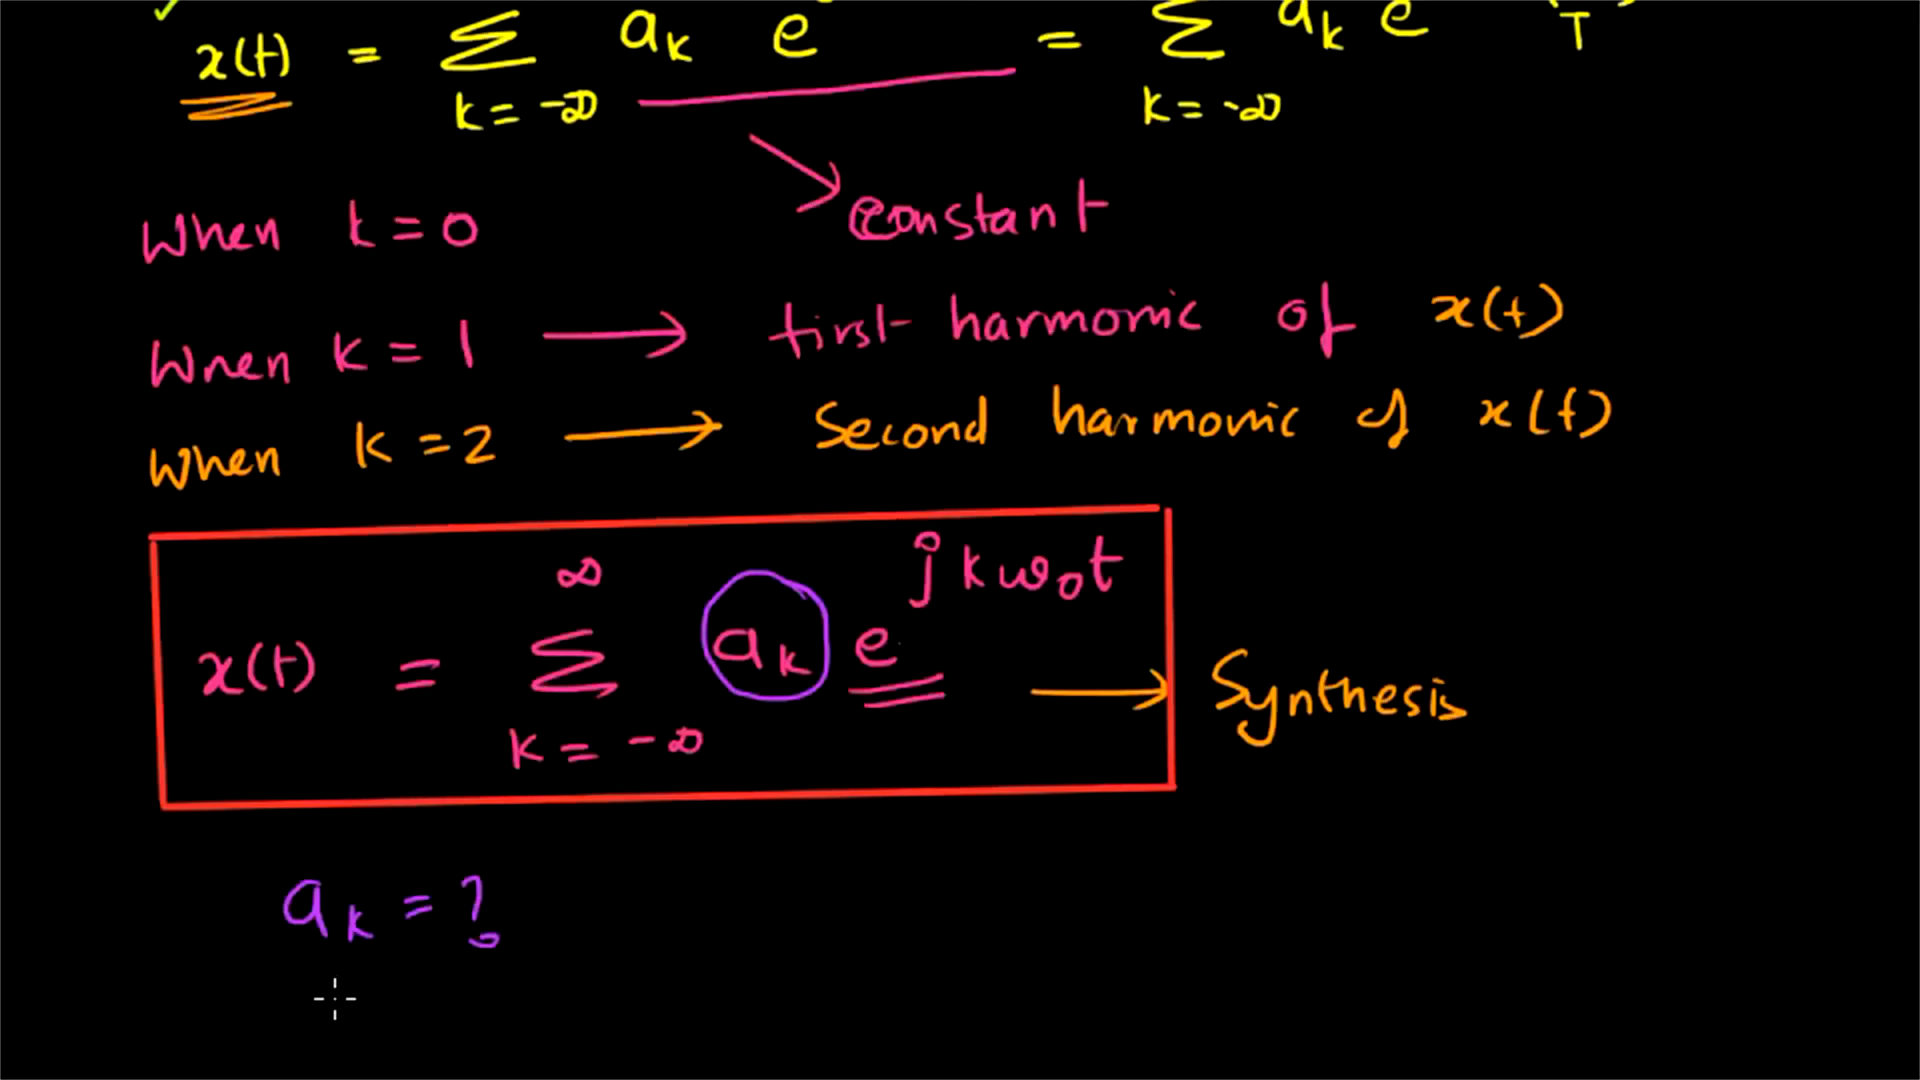 x(t) = Σ a_k e = Σ a_k e T
k = -∞ k = -∞
When k = 0 constant
When k = 1 → first harmonic of x(t)
When k = 2 → Second harmonic of x(t)
∞ jkω₀t
x(t) = Σ a_k e → Synthesis
k = -∞
a_k = ?